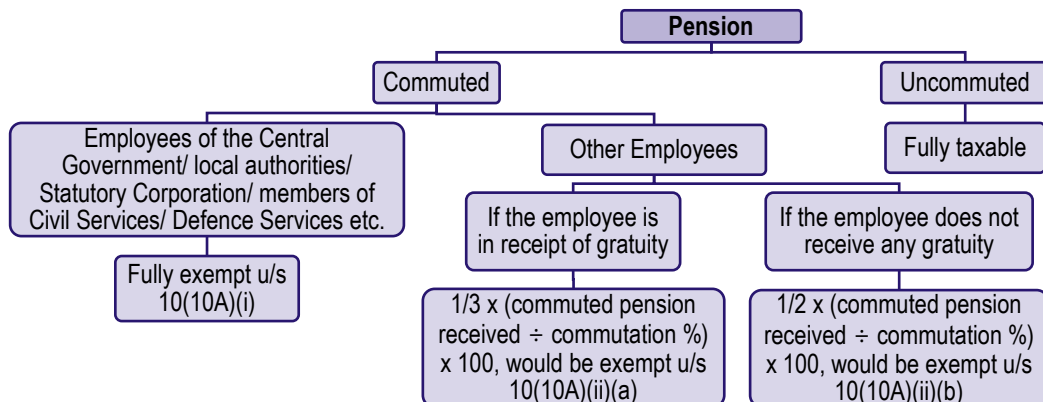 Pension
Commuted
Uncommuted
Employees of the Central
Government/ local authorities/
Statutory Corporation/ members of
Civil Services/ Defence Services etc.
Other Employees
Fully taxable
If the employee is
in receipt of gratuity
If the employee does not
receive any gratuity
Fully exempt u/s
10(10A)(i)
1/3 x (commuted pension
received ÷ commutation %)
x 100, would be exempt u/s
10(10A)(ii)(a)
1/2 x (commuted pension
received ÷ commutation %)
x 100, would be exempt u/s
10(10A)(ii)(b)